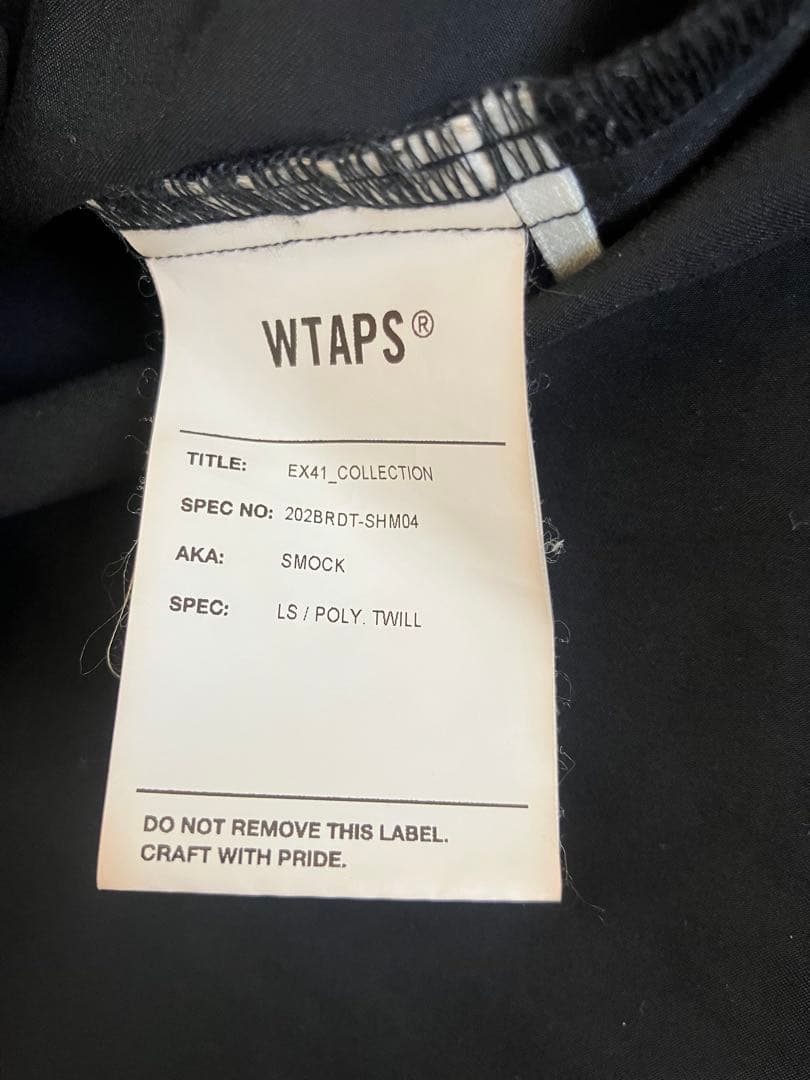 WTAPS®
TITLE: EX41_COLLECTION
SPEC NO: 202BRDT-SHM04
AKA: SMOCK
SPEC: LS / POLY. TWILL
DO NOT REMOVE THIS LABEL.
CRAFT WITH PRIDE.